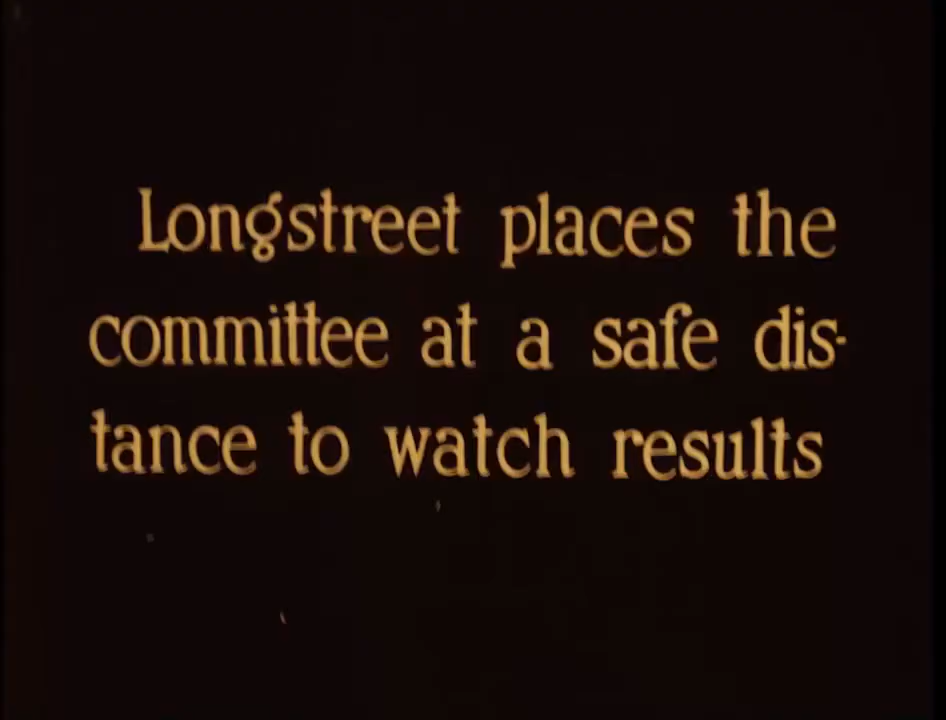 Longstreet places the
committee at a safe dis-
tance to watch results